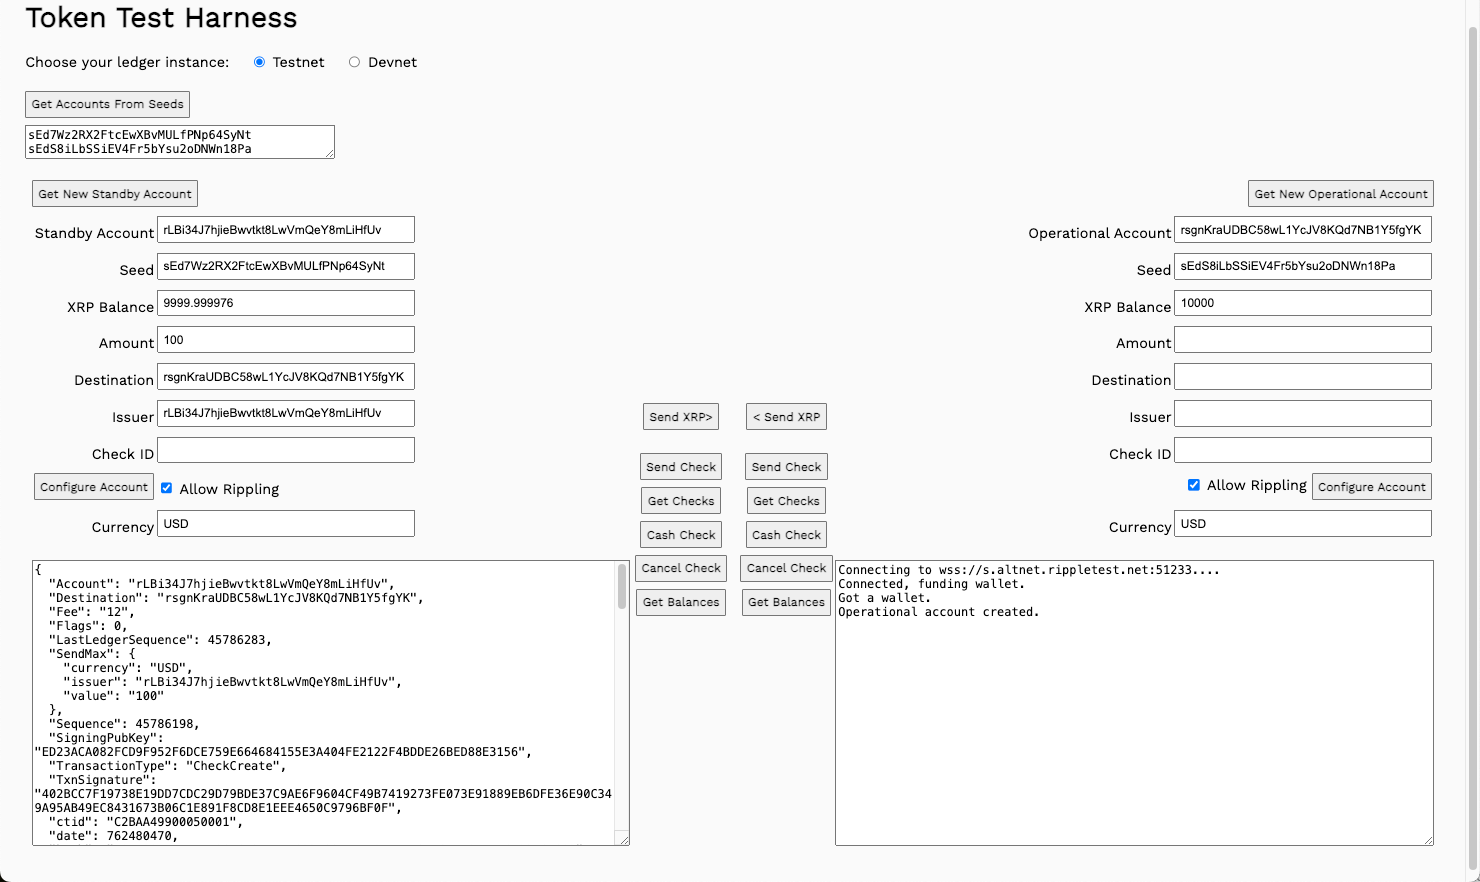 Token Test Harness
Choose your ledger instance: Testnet Devnet
Get Accounts From Seeds
sEd7Wz2RX2FtcEwXBvMULfPNp64SyNt
sEdS8iLbSSiEV4Fr5bYsu2oDNWn18Pa
Get New Standby Account
Standby Account rLBi34J7hjieBwvtkt8LwVmQeY8mLiHfUv
Seed sEd7Wz2RX2FtcEwXBvMULfPNp64SyNt
XRP Balance 9999.999976
Amount 100
Destination rsgnKraUDBC58wL1YcJV8KQd7NB1Y5fgYK
Issuer rLBi34J7hjieBwvtkt8LwVmQeY8mLiHfUv
Check ID
Configure Account Allow Rippling
Currency USD
{
"Account": "rLBi34J7hjieBwvtkt8LwVmQeY8mLiHfUv",
"Destination": "rsgnKraUDBC58wL1YcJV8KQd7NB1Y5fgYK",
"Fee": "12",
"Flags": 0,
"LastLedgerSequence": 45786283,
"SendMax": {
"currency": "USD",
"issuer": "rLBi34J7hjieBwvtkt8LwVmQeY8mLiHfUv",
"value": "100"
},
"Sequence": 45786198,
"SigningPubKey":
"ED23ACA082FCD9F952F6DCE759E664684155E3A404FE2122F4BDDE26BED88E3156",
"TransactionType": "CheckCreate",
"TxnSignature":
"402BCC7F19738E19DD7CDC29D79BDE37C9AE6F9604CF49B7419273FE073E91889EB6DFE36E90C34
9A95AB49EC8431673B06C1E891F8CD8E1EEE4650C9796BF0F",
"ctid": "C2BAA49900050001",
"date": 762480470,
Send XRP> < Send XRP
Send Check Send Check
Get Checks Get Checks
Cash Check Cash Check
Cancel Check Cancel Check
Get Balances Get Balances
Get New Operational Account
Operational Account rsgnKraUDBC58wL1YcJV8KQd7NB1Y5fgYK
Seed sEdS8iLbSSiEV4Fr5bYsu2oDNWn18Pa
XRP Balance 10000
Amount
Destination
Issuer
Check ID
Allow Rippling Configure Account
Currency USD
Connecting to wss://s.altnet.rippletest.net:51233....
Connected, funding wallet.
Got a wallet.
Operational account created.